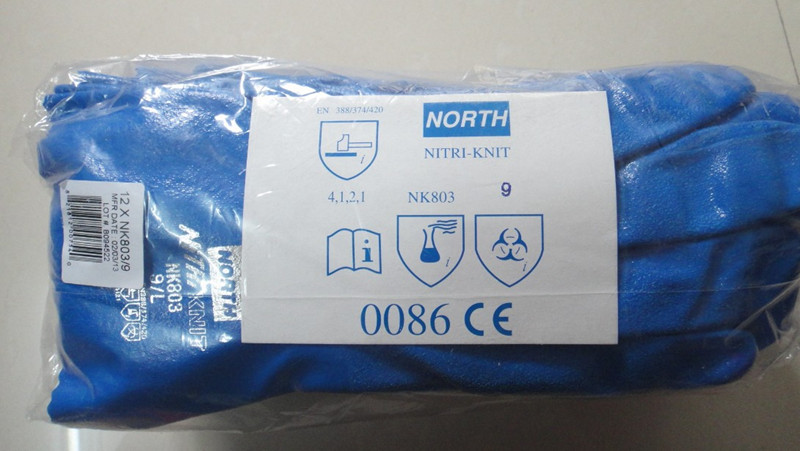 EN 388/374/420
NORTH
NITRI-KNIT
4,1,2,1
NK803
9
i
i
i
i
0086 CE
12 X NK803/9
MFR DATE: 02/03/13
LOT # B094522
NORTH
NITRI-KNIT
NK803
9/L